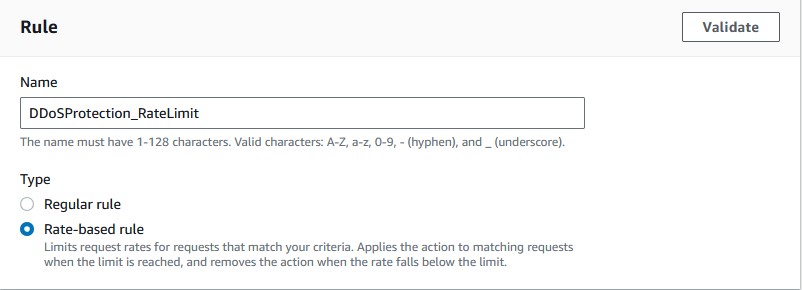 Rule
Validate
Name
DDoSProtection_RateLimit
The name must have 1-128 characters. Valid characters: A-Z, a-z, 0-9, - (hyphen), and _ (underscore).
Type
Regular rule
Rate-based rule
Limits request rates for requests that match your criteria. Applies the action to matching requests
when the limit is reached, and removes the action when the rate falls below the limit.